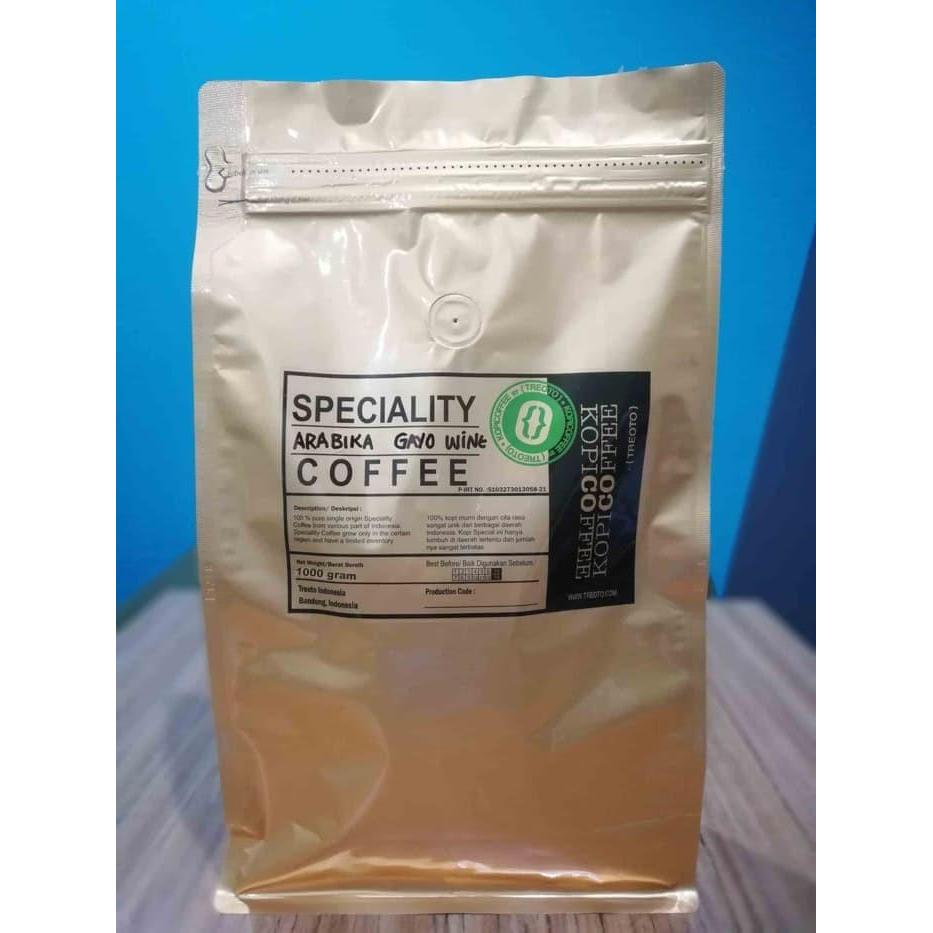 SPECIALITY
ARABIKA GAYO WINE
COFFEE
P-IRT NO. :5103273013058-21
Description/ Deskripsi :
100 % pure single origin Speciality
Coffee from various part of Indonesia.
Speciality Coffee grow only in the certain
region and have a limited inventory
100% kopi murni dengan cita rasa
sangat unik dari berbagai daerah
Indonesia. Kopi Special ini hanya
tumbuh di daerah tertentu dan jumlah
nya sangat terbatas
Net Weight/Berat Bersih
1000 gram
Best Before/ Baik Digunakan Sebelum:
Treoto Indonesia
Bandung, Indonesia
Production Code :
(TREOTO) KOPICOFFEE
(TREOTO) KOPICOFFEE
KOPICOFFEE
KOPICOFFEE
(TREOTO)
WWW.TREOTO.COM